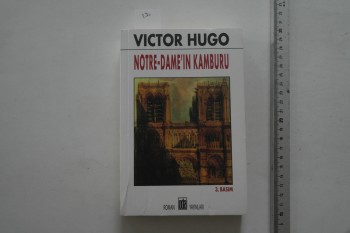 VICTOR HUGO
NOTRE-DAME'IN KAMBURU
3. BASIM